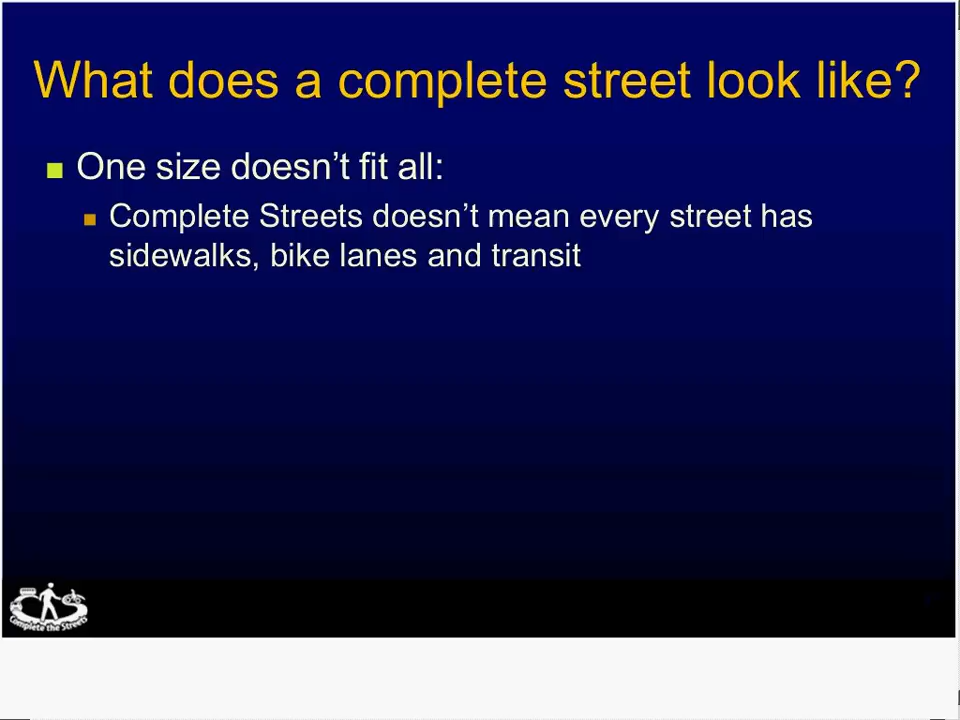 What does a complete street look like?
One size doesn’t fit all:
Complete Streets doesn’t mean every street has
sidewalks, bike lanes and transit
Complete the Streets